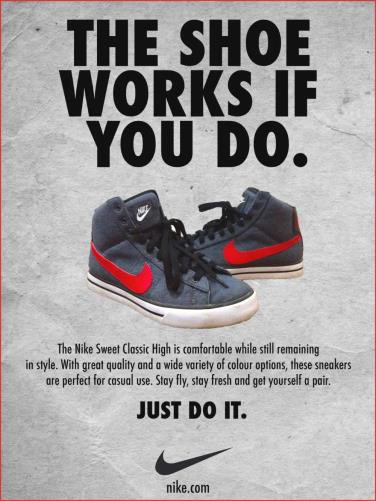 THE SHOE
WORKS IF
YOU DO.
NIKE
The Nike Sweet Classic High is comfortable while still remaining
in style. With great quality and a wide variety of colour options, these sneakers
are perfect for casual use. Stay fly, stay fresh and get yourself a pair.
JUST DO IT.
nike.com